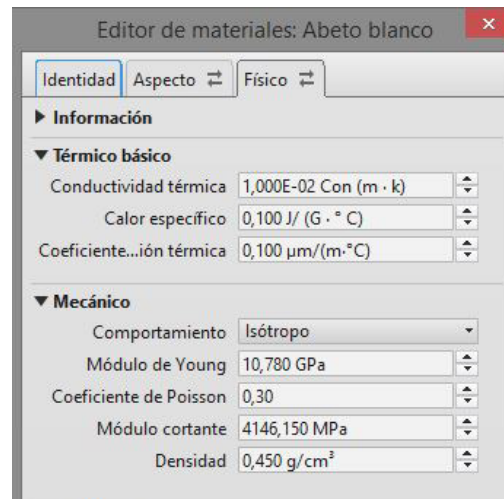 Editor de materiales: Abeto blanco
Identidad Aspecto Físico
Información
Térmico básico
Conductividad térmica 1,000E-02 Con (m · k)
Calor específico 0,100 J/ (G · ° C)
Coeficiente...ión térmica 0,100 µm/(m·°C)
Mecánico
Comportamiento Isótropo
Módulo de Young 10,780 GPa
Coeficiente de Poisson 0,30
Módulo cortante 4146,150 MPa
Densidad 0,450 g/cm³